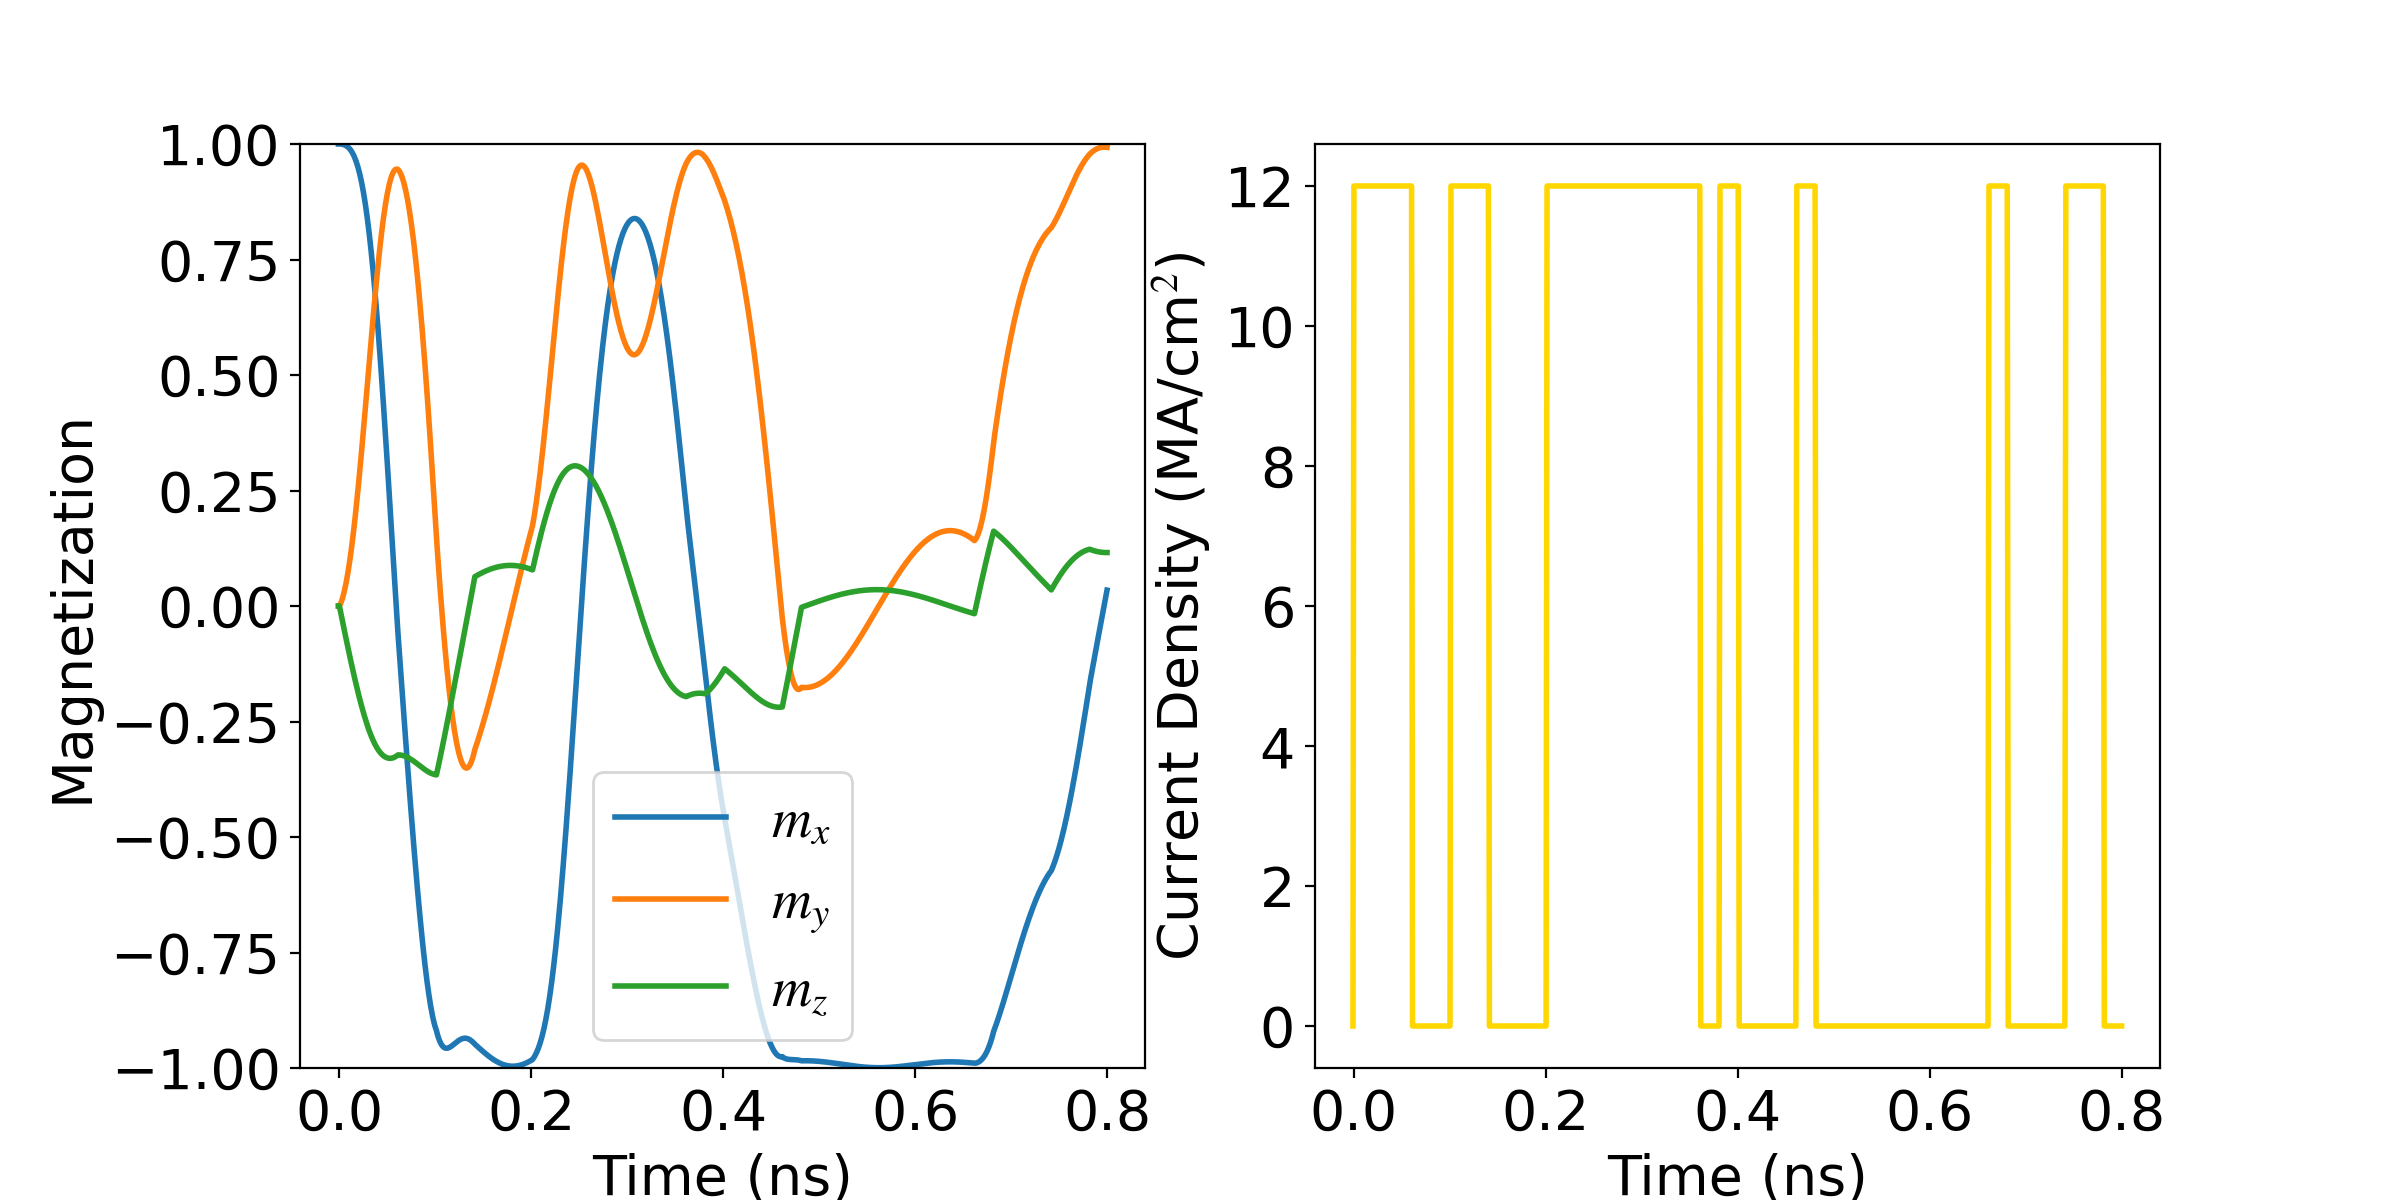 Magnetization
1.00
0.75
0.50
0.25
0.00
−0.25
−0.50
−0.75
−1.00
0.0 0.2 0.4 0.6 0.8
Time (ns)
m_x
m_y
m_z
Current Density (MA/cm²)
12
10
8
6
4
2
0
0.0 0.2 0.4 0.6 0.8
Time (ns)